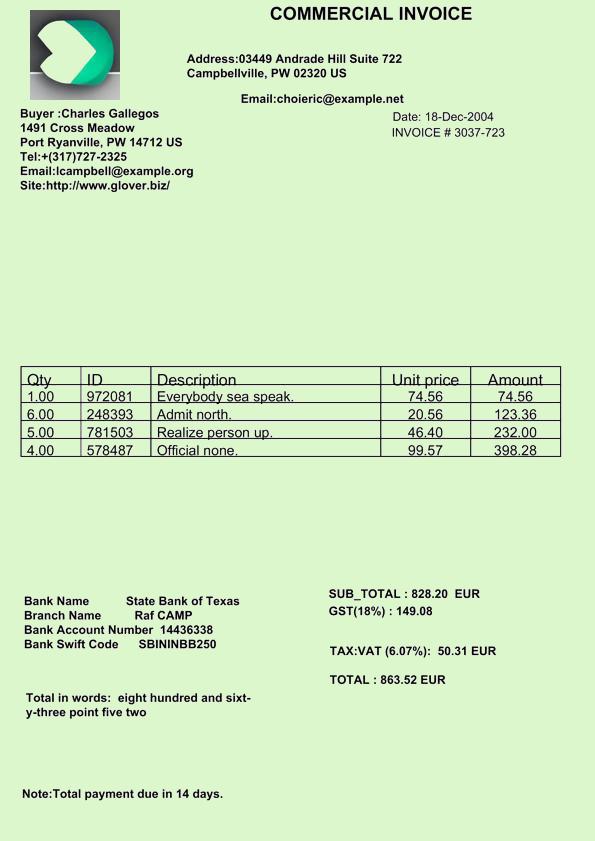 COMMERCIAL INVOICE
Address:03449 Andrade Hill Suite 722
Campbellville, PW 02320 US
Email:choieric@example.net
Buyer :Charles Gallegos
1491 Cross Meadow
Port Ryanville, PW 14712 US
Tel:+(317)727-2325
Email:lcampbell@example.org
Site:http://www.glover.biz/
Date: 18-Dec-2004
INVOICE # 3037-723
Qty ID Description Unit price Amount
1.00 972081 Everybody sea speak. 74.56 74.56
6.00 248393 Admit north. 20.56 123.36
5.00 781503 Realize person up. 46.40 232.00
4.00 578487 Official none. 99.57 398.28
Bank Name State Bank of Texas
Branch Name Raf CAMP
Bank Account Number 14436338
Bank Swift Code SBININBB250
SUB_TOTAL : 828.20 EUR
GST(18%) : 149.08
TAX:VAT (6.07%): 50.31 EUR
TOTAL : 863.52 EUR
Total in words: eight hundred and sixt-
y-three point five two
Note:Total payment due in 14 days.